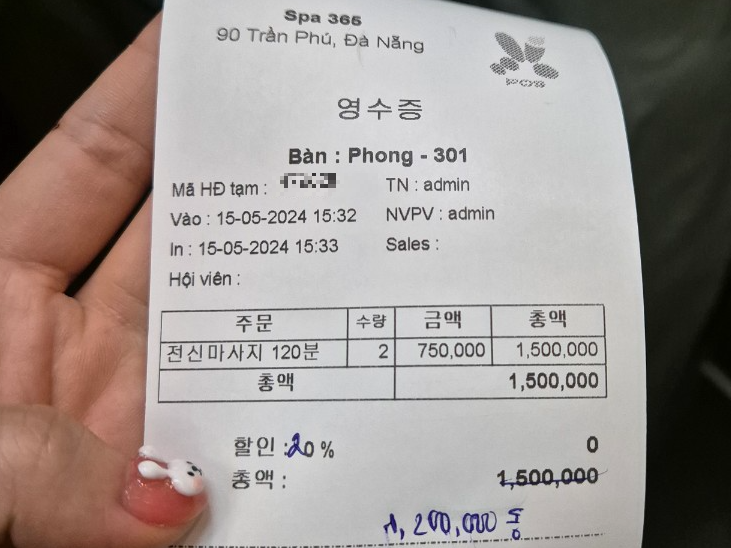 Spa 365
90 Trần Phú, Đà Nẵng
POS
영수증
Bàn : Phong - 301
Mã HĐ tạm : TN : admin
Vào : 15-05-2024 15:32 NVPV : admin
In : 15-05-2024 15:33 Sales :
Hội viên :
주문 수량 금액 총액
전신마사지 120분 2 750,000 1,500,000
총액 1,500,000
할인 :20 % 0
총액 : 1,500,000
1,200,000 동